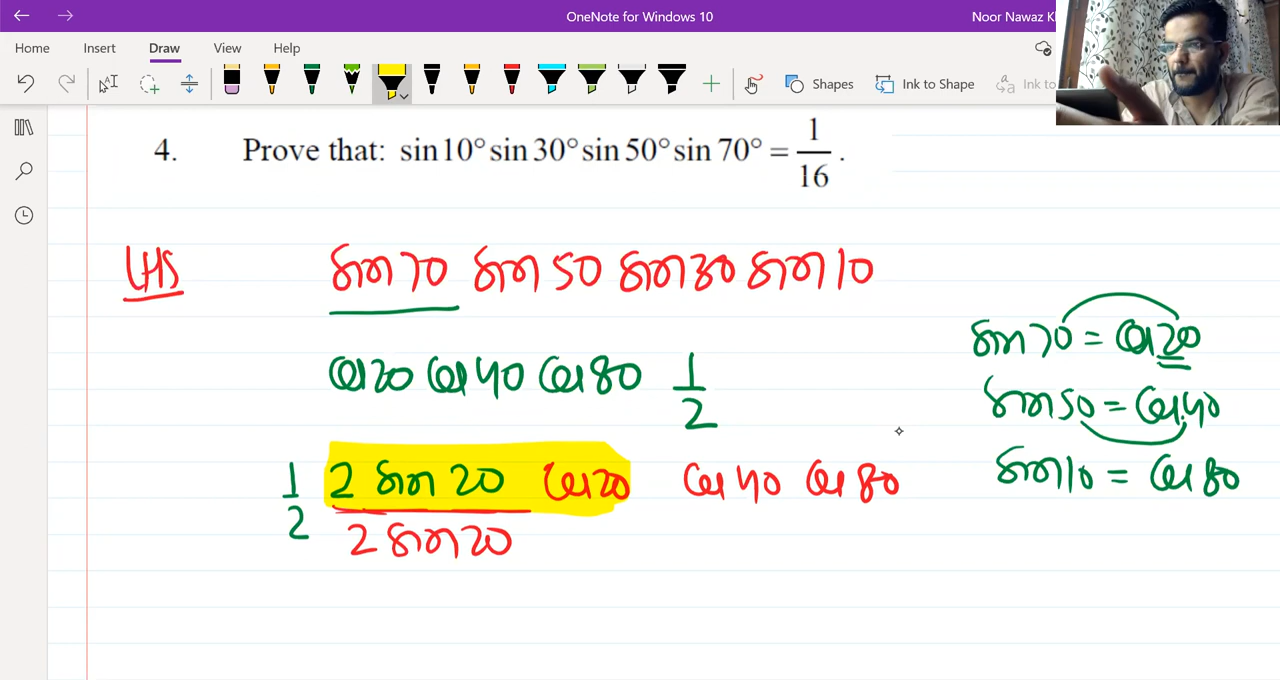 OneNote for Windows 10
Noor Nawaz Kh
Home Insert Draw View Help
Shapes Ink to Shape Ink to
4. Prove that: sin 10° sin 30° sin 50° sin 70° = 1/16 .
LHS sin 70 sin 50 sin 30 sin 10
sin 70 = cos 20
cos 20 cos 40 cos 80 1/2
sin 50 = cos 40
1/2 2 sin 20 cos 20 cos 40 cos 80
sin 10 = cos 80
2 sin 20